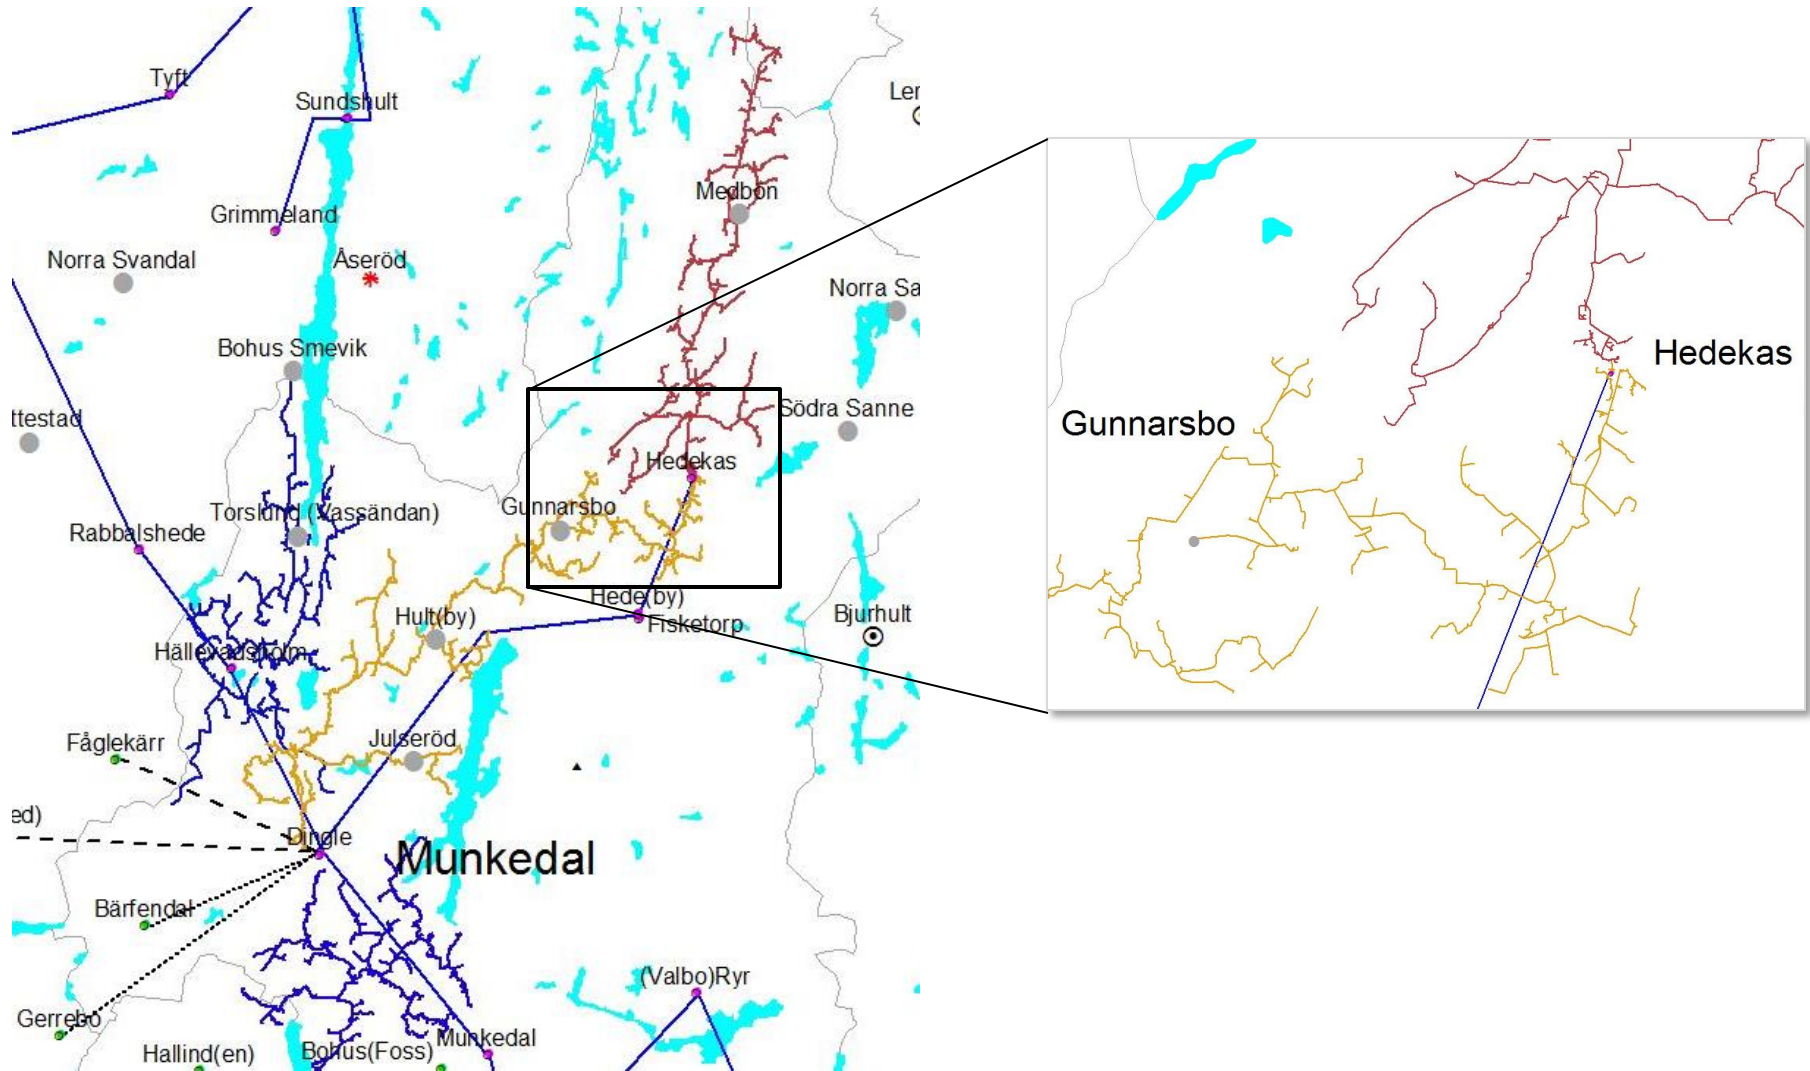 Tyft
Sundshult
Ler
Medbön
Grimmeland
Norra Svandal
Åseröd
Norra Sa
Bohus Smevik
ttestad
Södra Sanne
Hedekas
Gunnarsbo
Torslund (Vassändan)
Rabbalshede
Hede(by)
Fisketorp
Hult(by)
Bjurhult
Hällevadsholm
Fåglekärr
Julseröd
ed)
Dingle
Munkedal
Bärfendal
(Valbo)Ryr
Gerrebo
Hallind(en)
Bohus(Foss)
Munkedal
Hedekas
Gunnarsbo